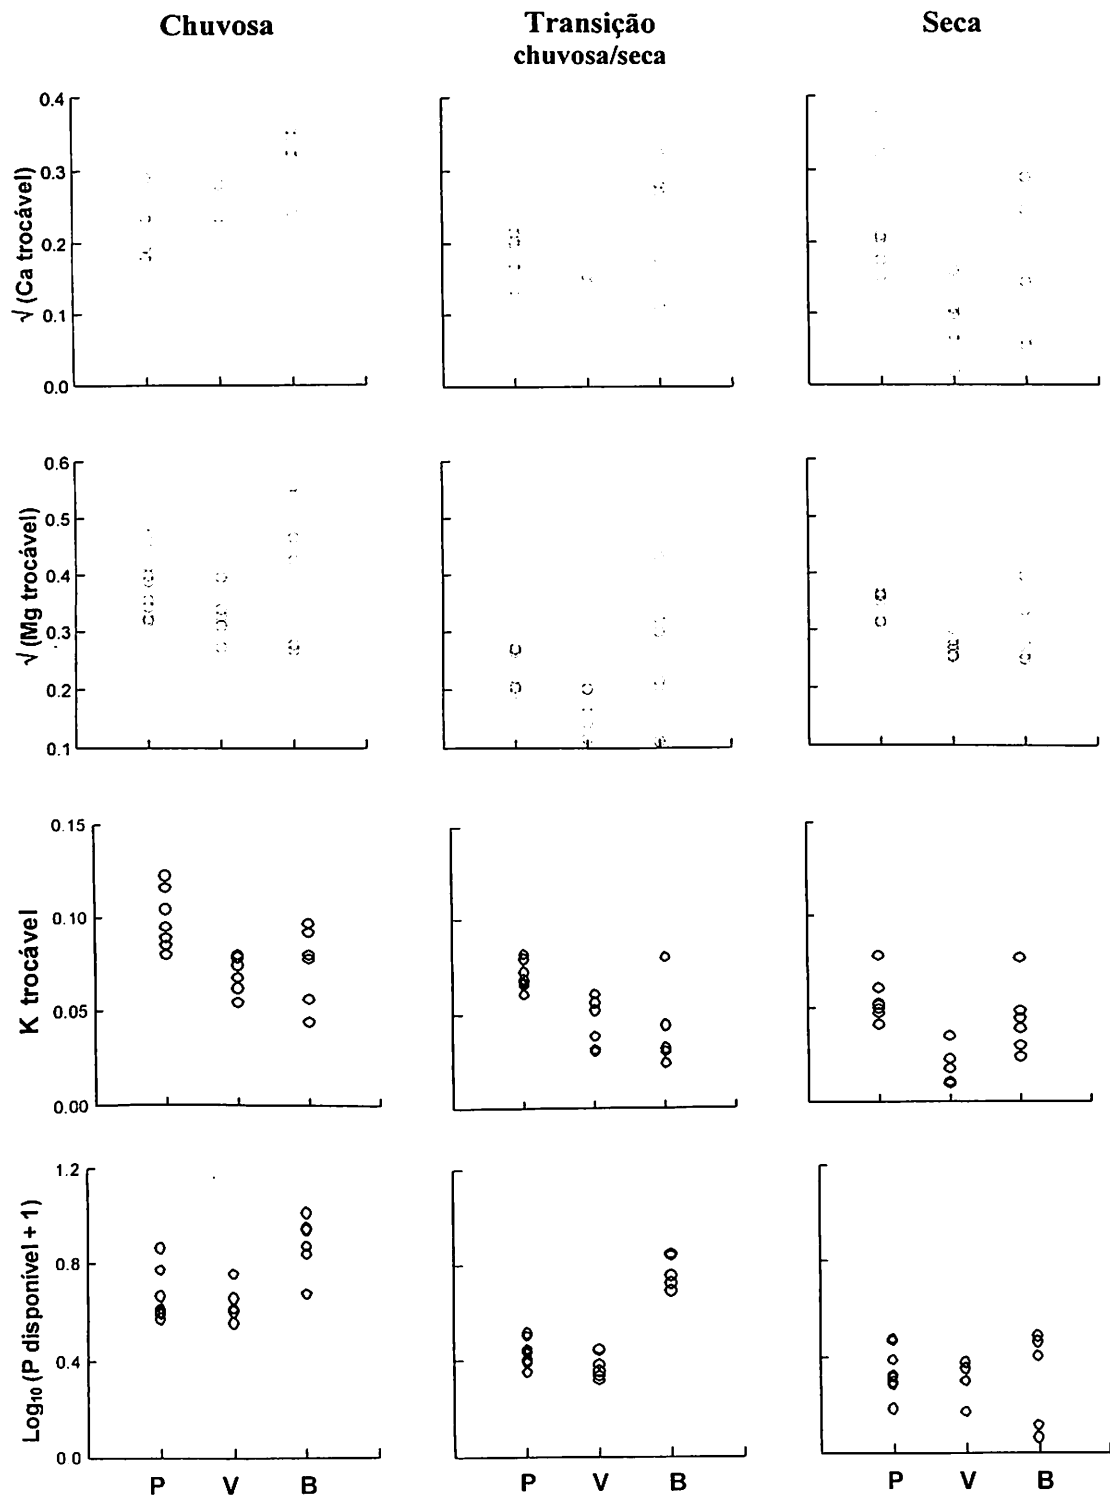 Chuvosa
Transição
chuvosa/seca
Seca
√ (Ca trocável)
0.4
0.3
0.2
0.1
0.0
√ (Mg trocável)
0.6
0.5
0.4
0.3
0.2
0.1
K trocável
0.15
0.10
0.05
0.00
Log₁₀ (P disponível + 1)
1.2
0.8
0.4
0.0
P V B
P V B
P V B